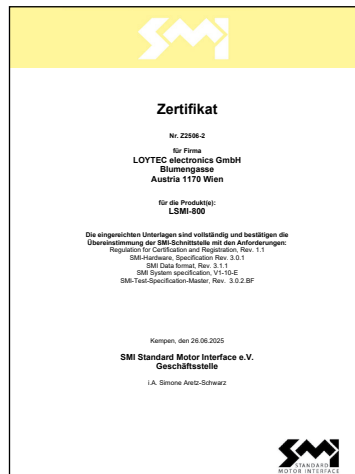 SMI
Zertifikat
Nr. Z2506-2
für Firma
LOYTEC electronics GmbH
Blumengasse
Austria 1170 Wien
für die Produkt(e):
LSMI-800
Die eingereichten Unterlagen sind vollständig und bestätigen die
Übereinstimmung der SMI-Schnittstelle mit den Anforderungen:
Regulation for Certification and Registration, Rev. 1.1
SMI-Hardware, Specification Rev. 3.0.1
SMI Data format, Rev. 3.1.1
SMI System specification, V1-10-E
SMI-Test-Specification-Master, Rev. 3.0.2.BF
Kempen, den 26.06.2025
SMI Standard Motor Interface e.V.
Geschäftsstelle
i.A. Simone Aretz-Schwarz
SMI
STANDARD
MOTOR INTERFACE